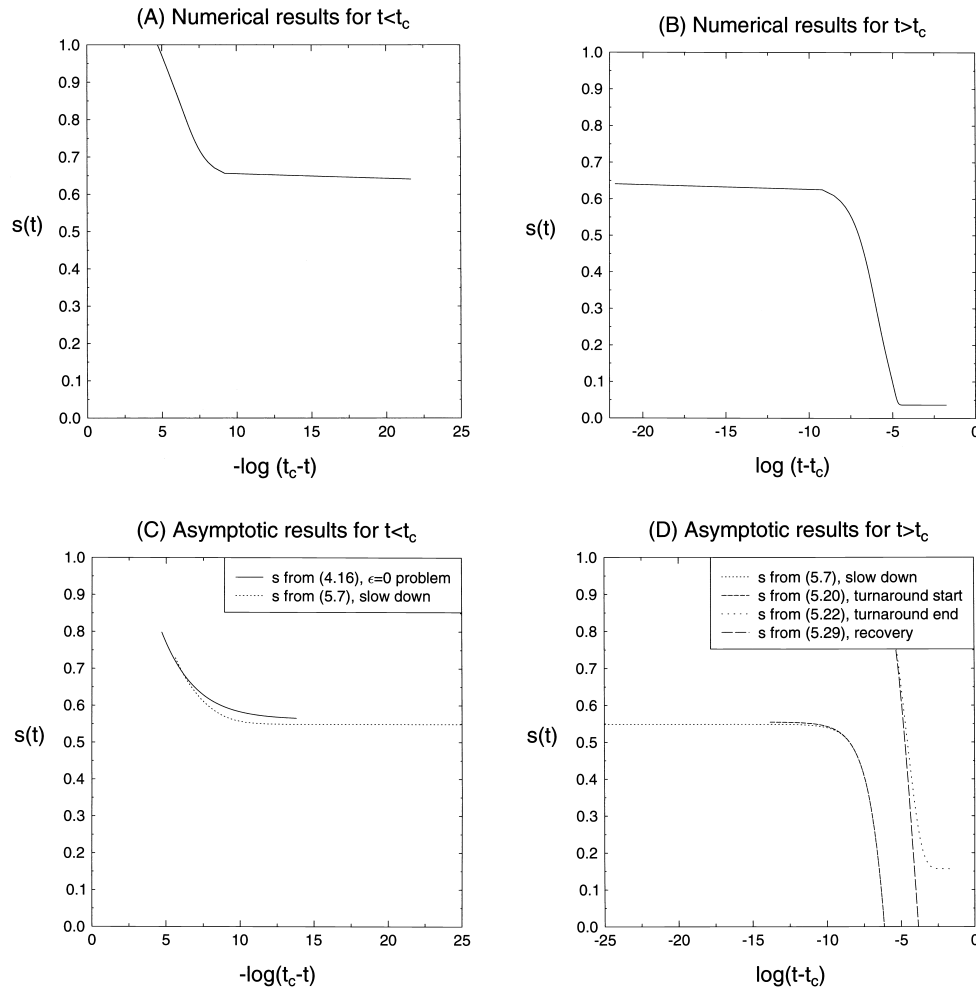 (A) Numerical results for t<tc
1.0
0.9
0.8
0.7
0.6
0.5
0.4
0.3
0.2
0.1
0.0
s(t)
0 5 10 15 20 25
-log (tc-t)
(B) Numerical results for t>tc
1.0
0.9
0.8
0.7
0.6
0.5
0.4
0.3
0.2
0.1
0.0
s(t)
-20 -15 -10 -5 0
log (t-tc)
(C) Asymptotic results for t<tc
s from (4.16), ϵ=0 problem
s from (5.7), slow down
1.0
0.9
0.8
0.7
0.6
0.5
0.4
0.3
0.2
0.1
0.0
s(t)
0 5 10 15 20 25
-log(tc-t)
(D) Asymptotic results for t>tc
s from (5.7), slow down
s from (5.20), turnaround start
s from (5.22), turnaround end
s from (5.29), recovery
1.0
0.9
0.8
0.7
0.6
0.5
0.4
0.3
0.2
0.1
0.0
s(t)
-25 -20 -15 -10 -5 0
log(t-tc)